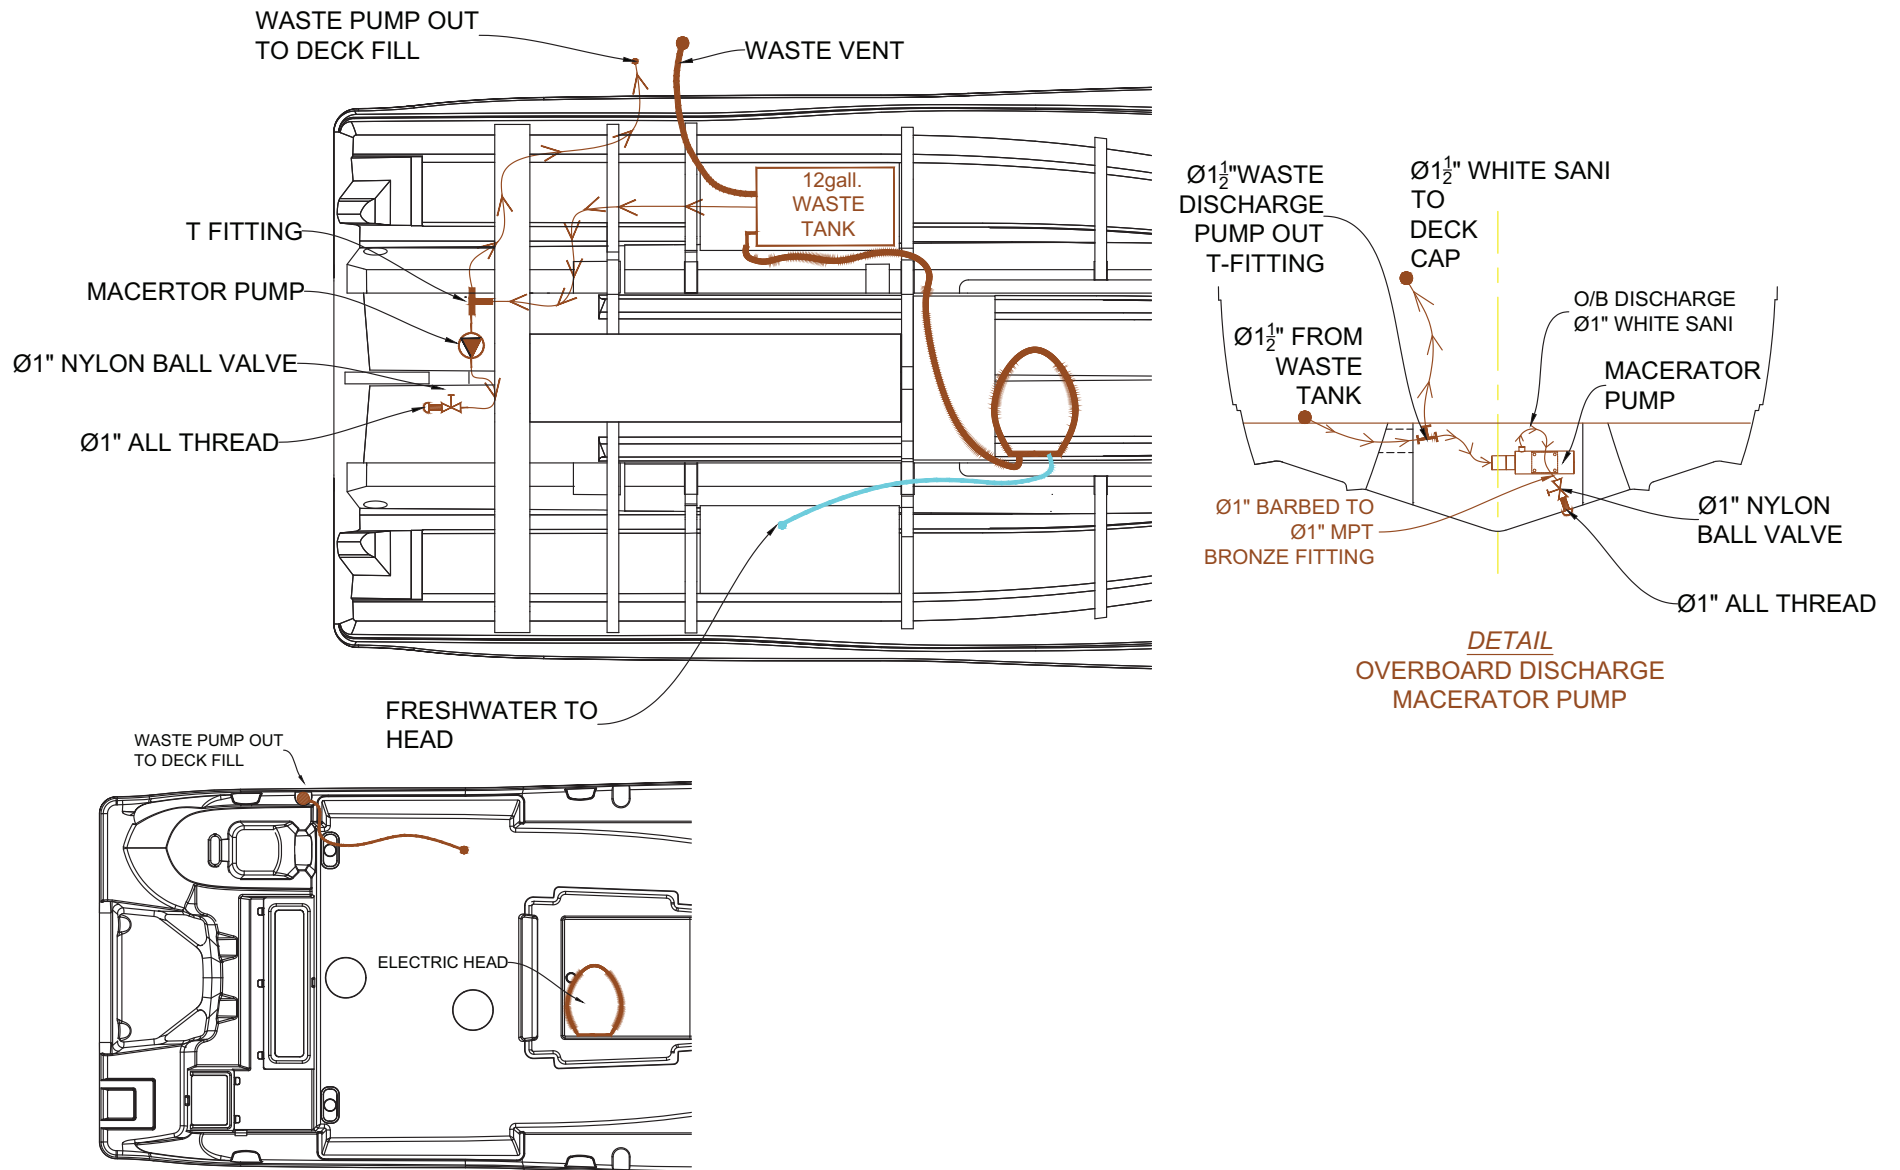 WASTE PUMP OUT
TO DECK FILL
WASTE VENT
12gall.
WASTE
TANK
T FITTING
MACERTOR PUMP
Ø1" NYLON BALL VALVE
Ø1" ALL THREAD
FRESHWATER TO
HEAD
Ø1½"WASTE
DISCHARGE
PUMP OUT
T-FITTING
Ø1½" WHITE SANI
TO
DECK
CAP
O/B DISCHARGE
Ø1" WHITE SANI
Ø1½" FROM
WASTE
TANK
MACERATOR
PUMP
Ø1" BARBED TO
Ø1" MPT
BRONZE FITTING
Ø1" NYLON
BALL VALVE
Ø1" ALL THREAD
DETAIL
OVERBOARD DISCHARGE
MACERATOR PUMP
WASTE PUMP OUT
TO DECK FILL
ELECTRIC HEAD